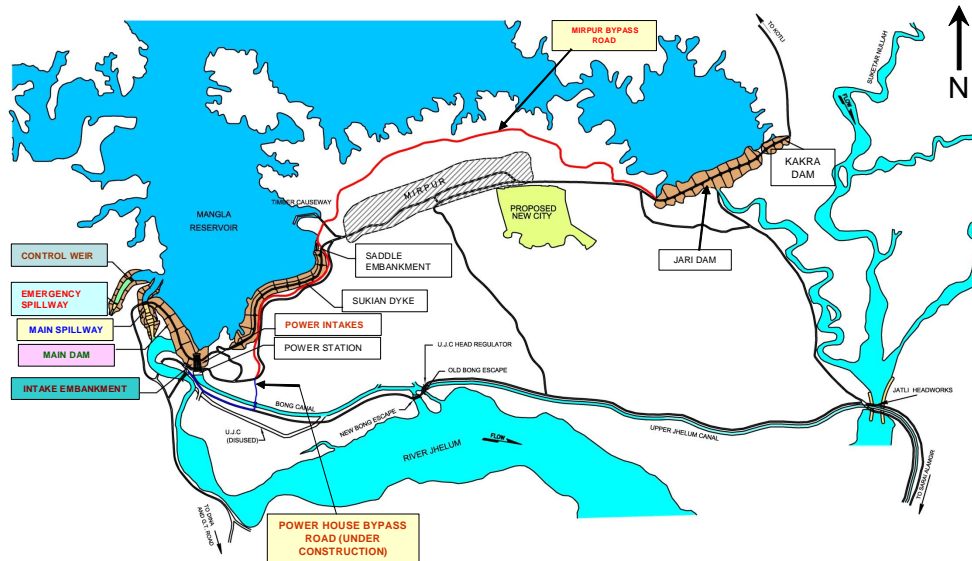 MIRPUR BYPASS
ROAD
TO KOTLI
SUKETAR NULLAH
FLOW
N
KAKRA
DAM
MIRPUR
TIMBER CAUSEWAY
PROPOSED
NEW CITY
FLOW
MANGLA
RESERVOIR
CONTROL WEIR
SADDLE
EMBANKMENT
JARI DAM
EMERGENCY
SPILLWAY
SUKIAN DYKE
MAIN SPILLWAY
POWER INTAKES
MAIN DAM
POWER STATION
U.J.C HEAD REGULATOR
OLD BONG ESCAPE
INTAKE EMBANKMENT
JATLI HEADWORKS
BONG CANAL
NEW BONG ESCAPE
U.J.C
(DISUSED)
UPPER JHELUM CANAL
RIVER JHELUM
FLOW
TO SARAI ALAMGIR
TO DINA
AND G.T. ROAD
POWER HOUSE BYPASS
ROAD (UNDER
CONSTRUCTION)